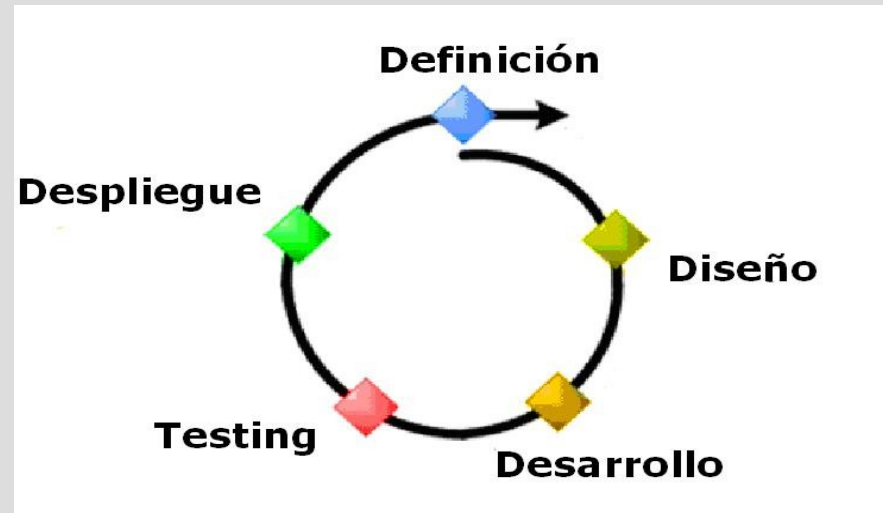 Definición
Despliegue
Diseño
Testing
Desarrollo